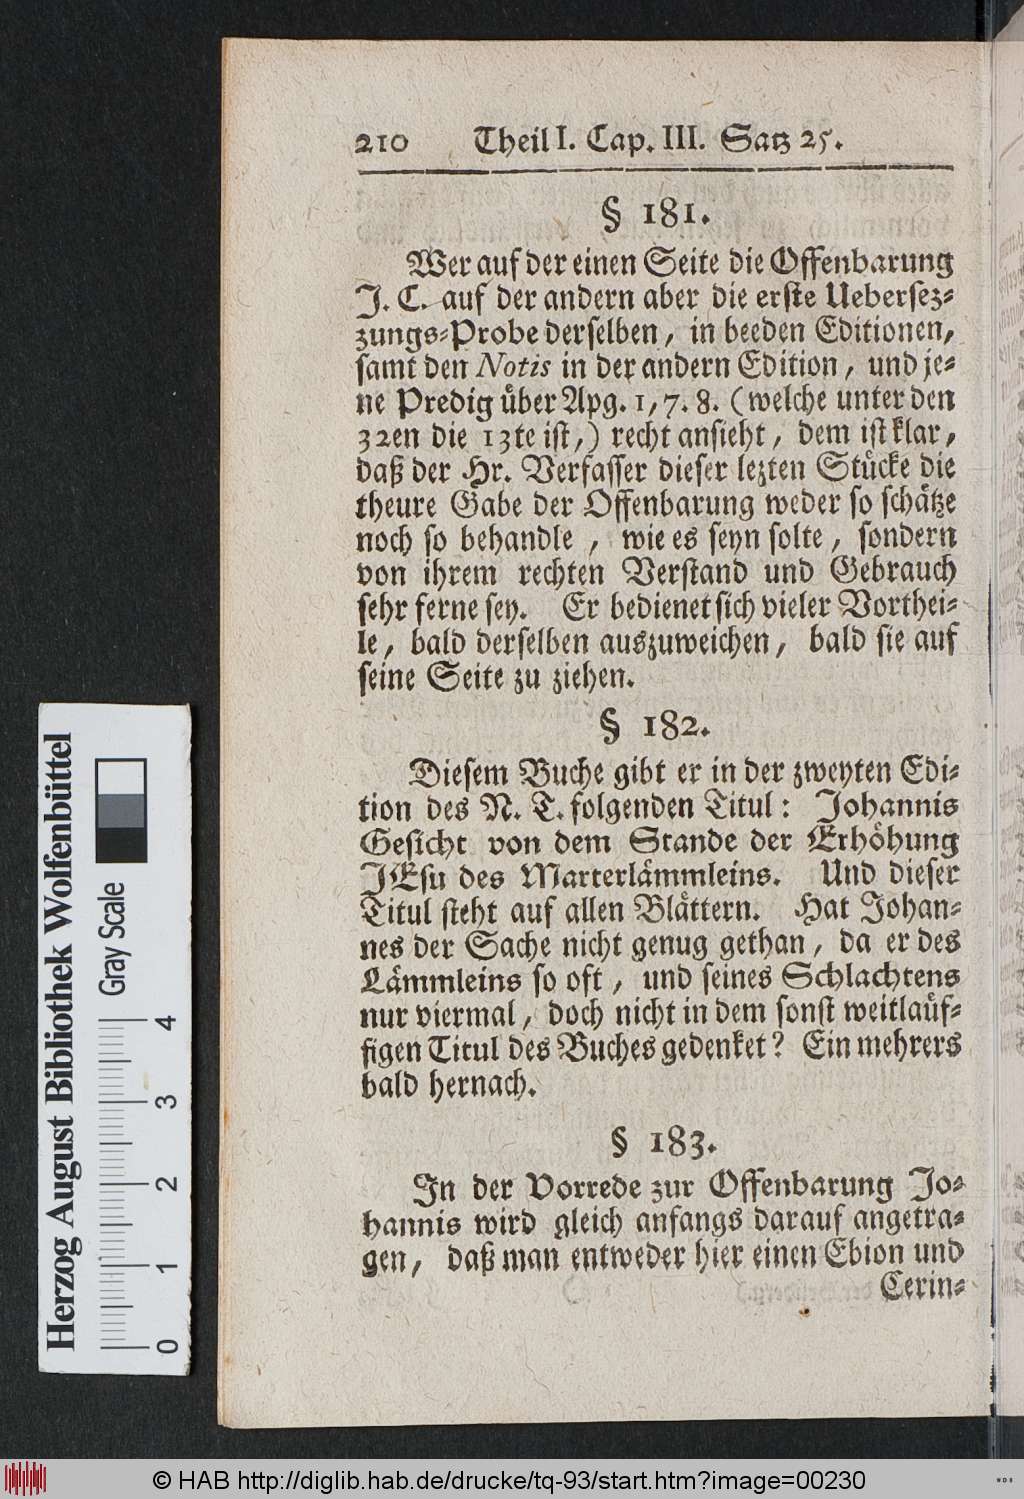 210 Theil I. Cap. III. Satz 25.
§ 181.
Wer auf der einen Seite die Offenbarung
J. C. auf der andern aber die erste Uebersez-
zungs-Probe derselben, in beeden Editionen,
samt den Notis in der andern Edition, und je-
ne Predig über Apg. 1, 7. 8. (welche unter den
32en die 13te ist,) recht ansieht, dem ist klar,
daß der Hr. Verfasser dieser lezten Stücke die
theure Gabe der Offenbarung weder so schätze
noch so behandle, wie es seyn solte, sondern
von ihrem rechten Verstand und Gebrauch
sehr ferne sey. Er bedienet sich vieler Vorthei-
le, bald derselben auszuweichen, bald sie auf
seine Seite zu ziehen.
§ 182.
Diesem Buche gibt er in der zweyten Edi-
tion des N. T. folgenden Titul: Johannis
Gesicht von dem Stande der Erhöhung
JEsu des Marterlämmleins. Und dieser
Titul steht auf allen Blättern. Hat Johan-
nes der Sache nicht genug gethan, da er des
Lämmleins so oft, und seines Schlachtens
nur viermal, doch nicht in dem sonst weitläuf-
figen Titul des Buches gedenket? Ein mehrers
bald hernach.
§ 183.
In der Vorrede zur Offenbarung Jo-
hannis wird gleich anfangs darauf angetra-
gen, daß man entweder hier einen Ebion und
Cerin-
Herzog August Bibliothek Wolfenbüttel
Gray Scale
0 1 2 3 4
© HAB http://diglib.hab.de/drucke/tq-93/start.htm?image=00230